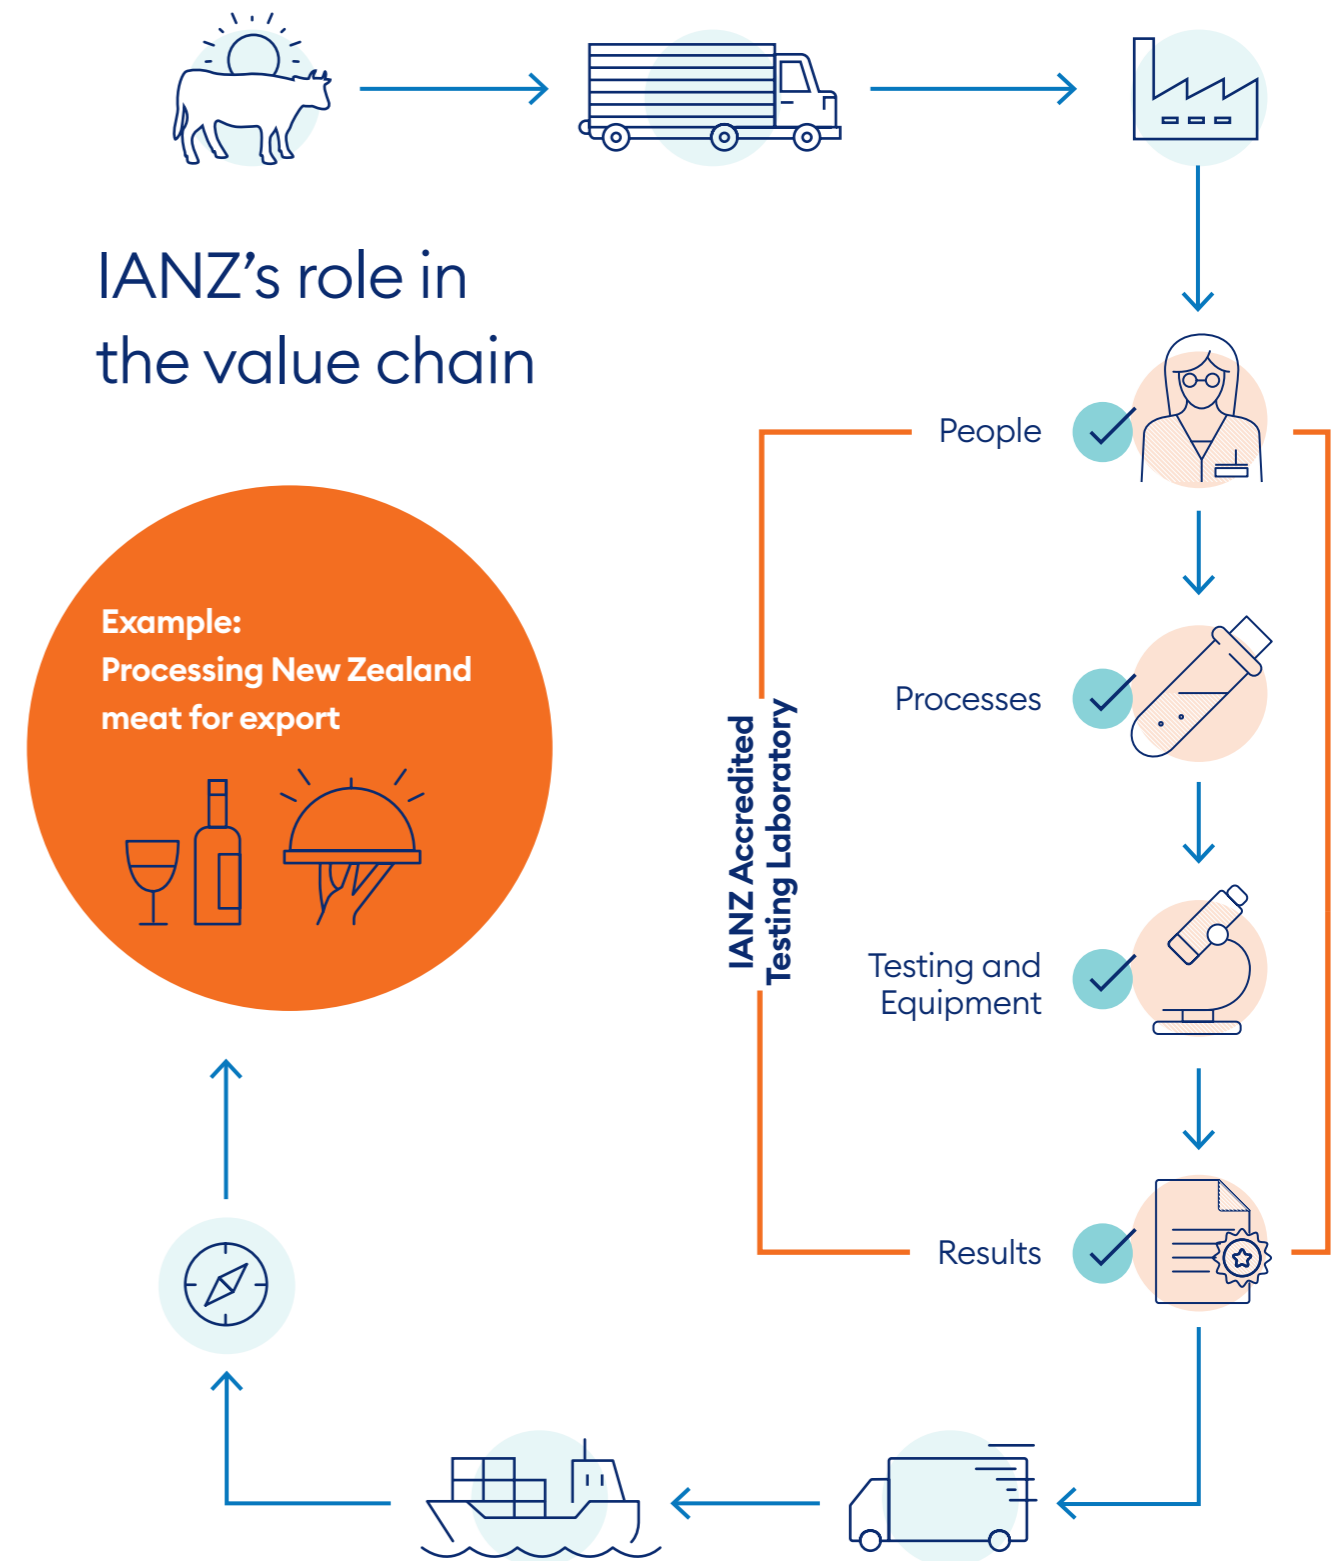 IANZ’s role in
the value chain
Example:
Processing New Zealand
meat for export
IANZ Accredited
Testing Laboratory
People
Processes
Testing and
Equipment
Results